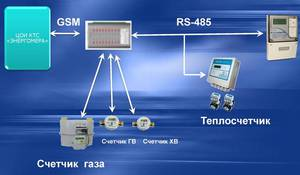 ЦОИ КТС
«ЭНЕРГОМЕРА»
GSM
RS-485
Теплосчетчик
Счетчик ГВ
Счетчик ХВ
Счетчик газа